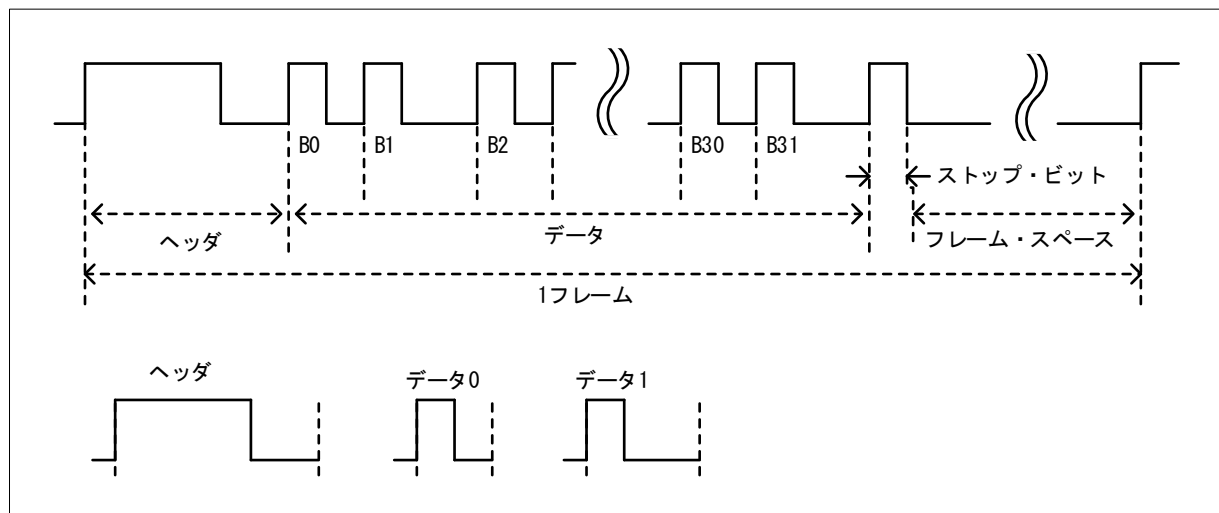 B0
B1
B2
B30
B31
ストップ・ビット
ヘッダ
データ
フレーム・スペース
1フレーム
ヘッダ
データ0
データ1